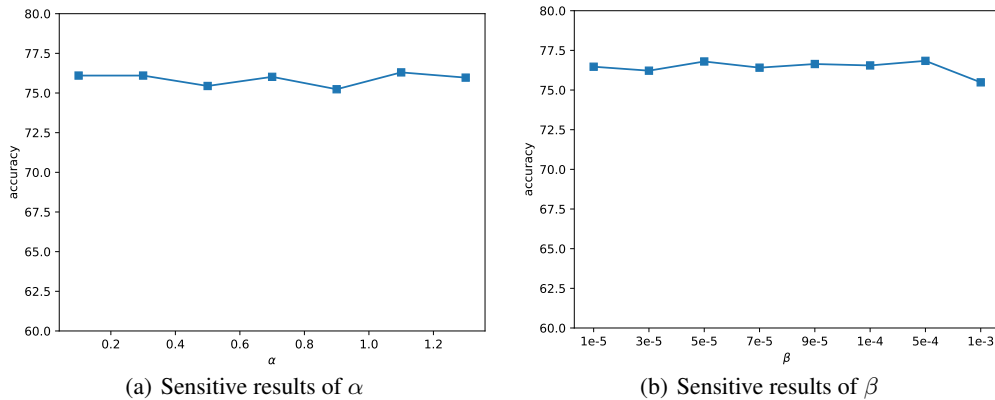 80.0
77.5
75.0
72.5
70.0
67.5
65.0
62.5
60.0
accuracy
0.2 0.4 0.6 0.8 1.0 1.2
α
(a) Sensitive results of α
80.0
77.5
75.0
72.5
70.0
67.5
65.0
62.5
60.0
accuracy
1e-5 3e-5 5e-5 7e-5 9e-5 1e-4 5e-4 1e-3
β
(b) Sensitive results of β